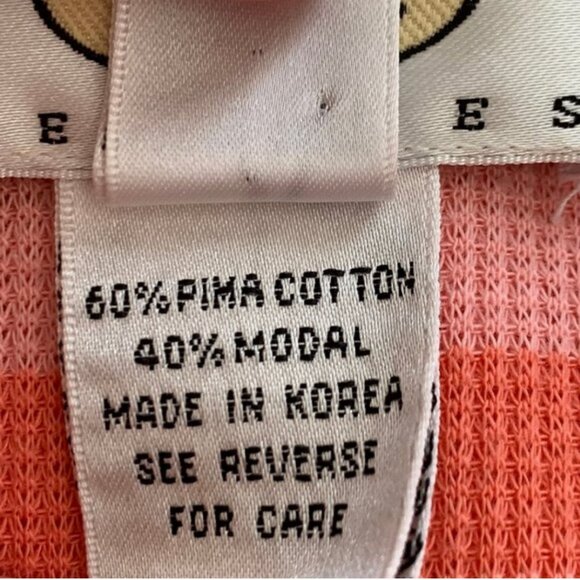 E E S
60% PIMA COTTON
40% MODAL
MADE IN KOREA
SEE REVERSE
FOR CARE